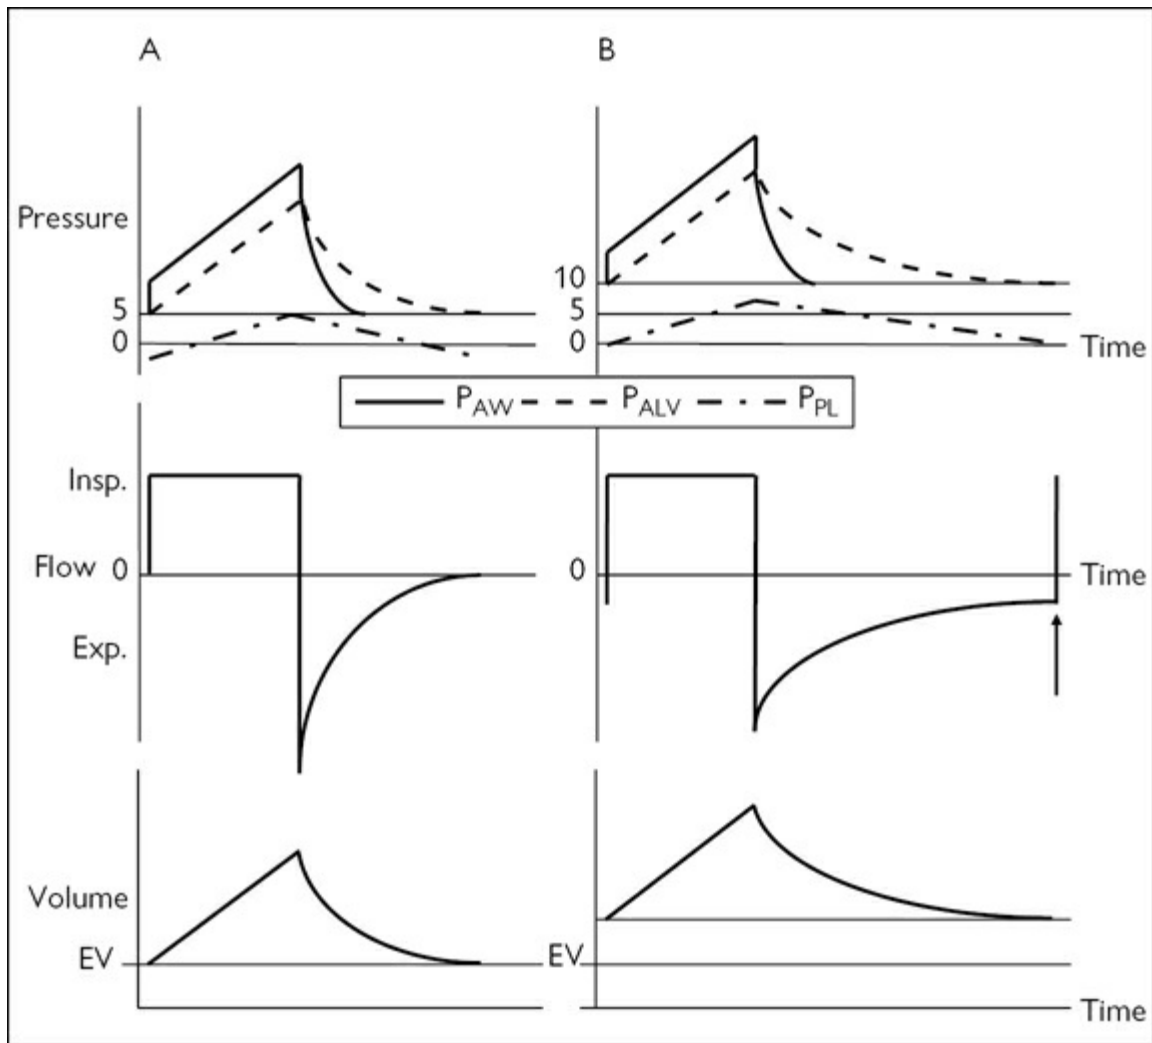 A
B
Pressure
5
0
10
5
0
Time
P_AW P_ALV P_PL
Insp.
Flow 0
Exp.
0
Time
Volume
EV
EV
Time